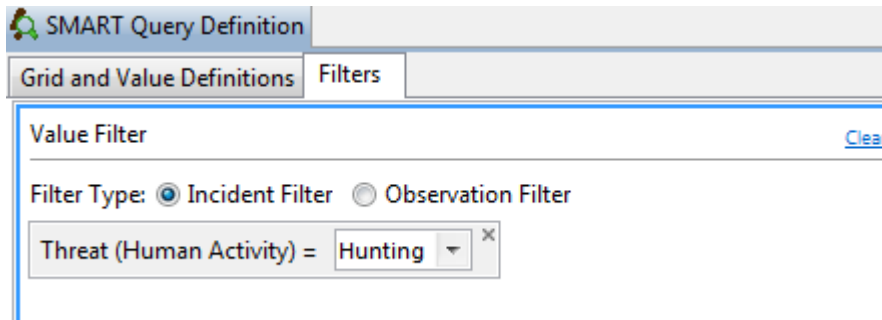 SMART Query Definition
Grid and Value Definitions Filters
Value Filter
Filter Type: Incident Filter Observation Filter
Threat (Human Activity) = Hunting